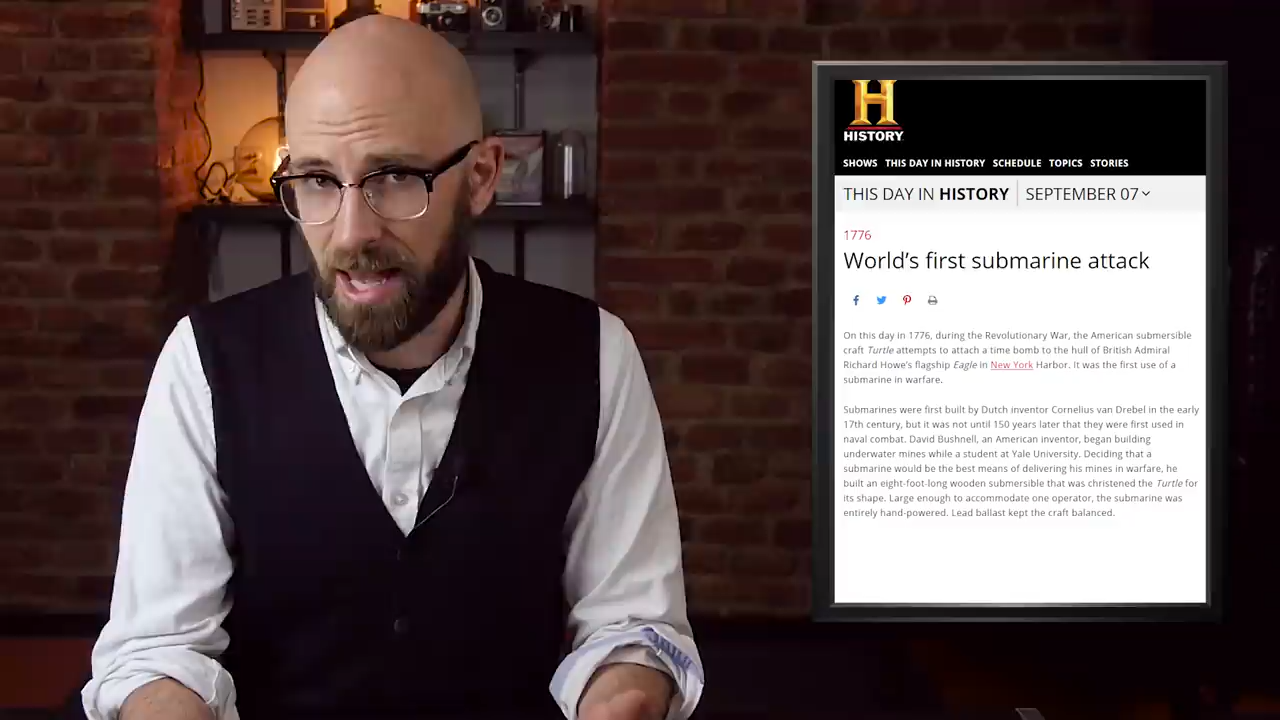 H
HISTORY
SHOWS THIS DAY IN HISTORY SCHEDULE TOPICS STORIES
THIS DAY IN HISTORY | SEPTEMBER 07
1776
World’s first submarine attack
On this day in 1776, during the Revolutionary War, the American submersible
craft Turtle attempts to attach a time bomb to the hull of British Admiral
Richard Howe’s flagship Eagle in New York Harbor. It was the first use of a
submarine in warfare.
Submarines were first built by Dutch inventor Cornelius van Drebel in the early
17th century, but it was not until 150 years later that they were first used in
naval combat. David Bushnell, an American inventor, began building
underwater mines while a student at Yale University. Deciding that a
submarine would be the best means of delivering his mines in warfare, he
built an eight-foot-long wooden submersible that was christened the Turtle for
its shape. Large enough to accommodate one operator, the submarine was
entirely hand-powered. Lead ballast kept the craft balanced.